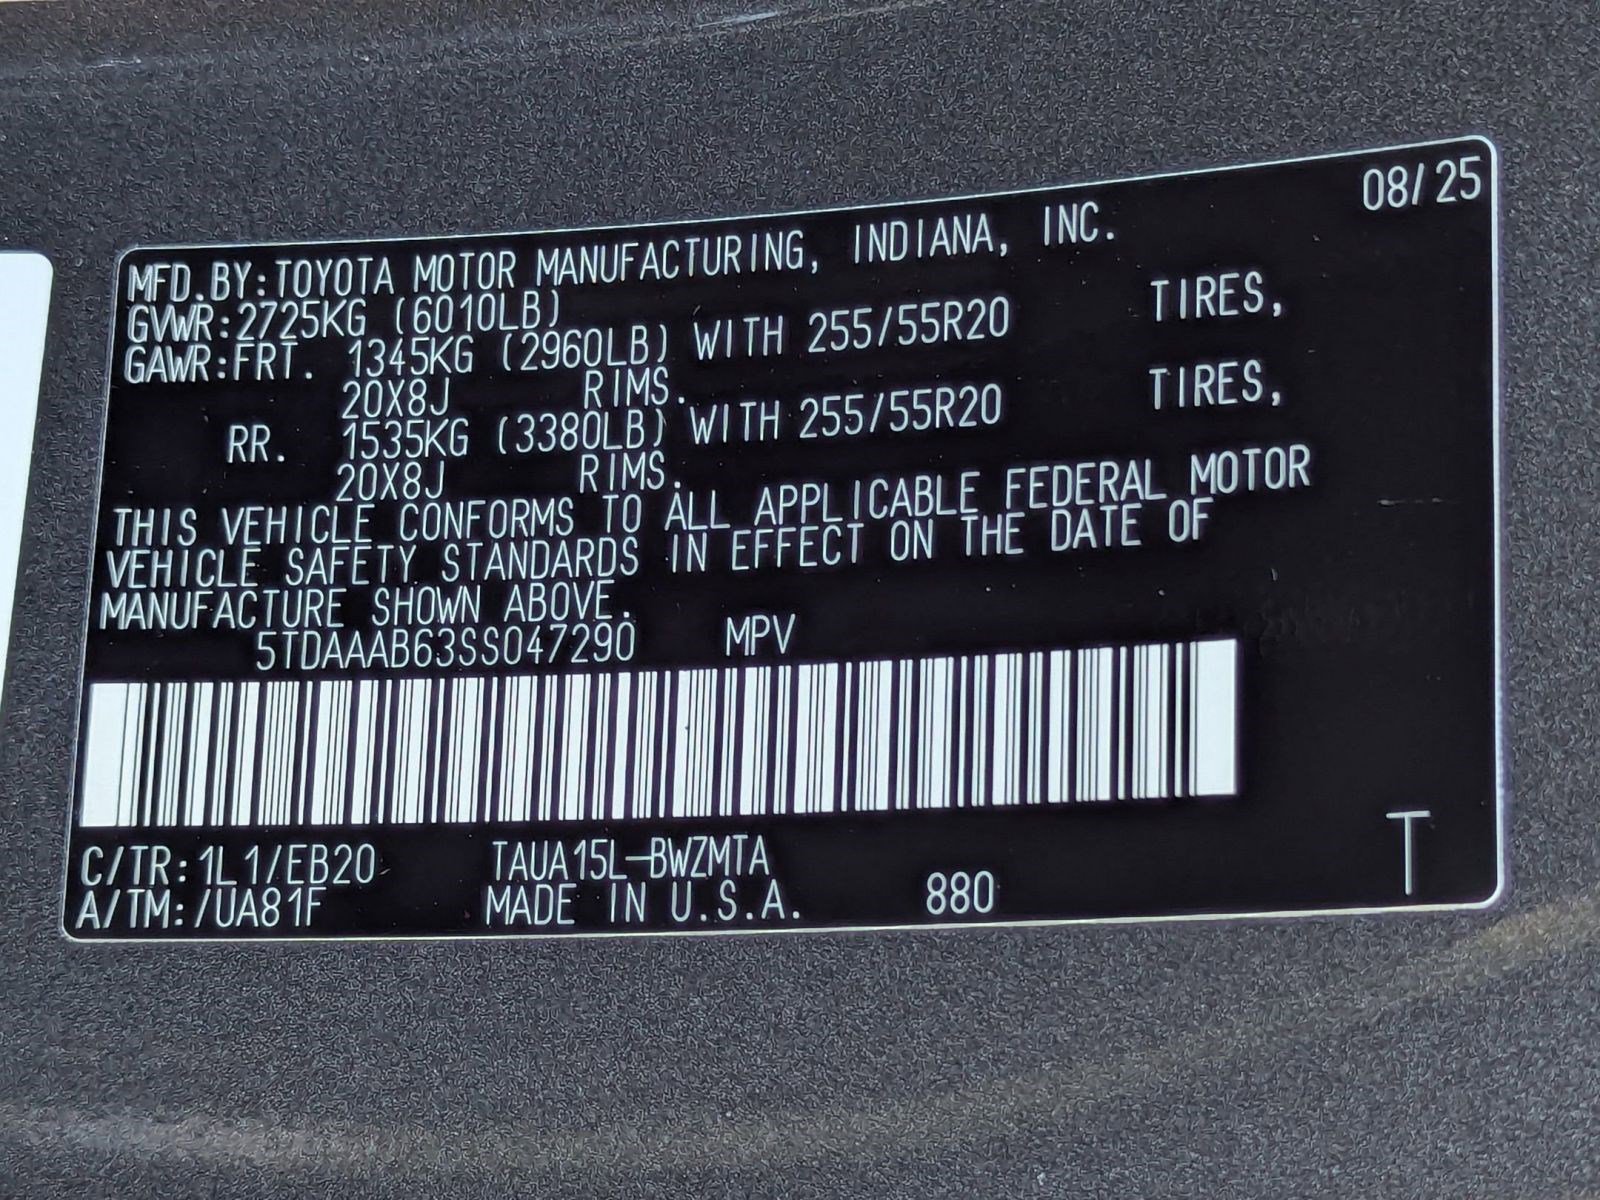 08/25
MFD.BY:TOYOTA MOTOR MANUFACTURING, INDIANA, INC.
GVWR:2725KG (6010LB)
GAWR:FRT. 1345KG (2960LB) WITH 255/55R20 TIRES,
20X8J RIMS.
RR. 1535KG (3380LB) WITH 255/55R20 TIRES,
20X8J RIMS.
THIS VEHICLE CONFORMS TO ALL APPLICABLE FEDERAL MOTOR
VEHICLE SAFETY STANDARDS IN EFFECT ON THE DATE OF
MANUFACTURE SHOWN ABOVE.
5TDAAAB63SS047290 MPV
C/TR:1L1/EB20 TAUA15L-BWZMTA
A/TM:/UA81F MADE IN U.S.A. 880
T